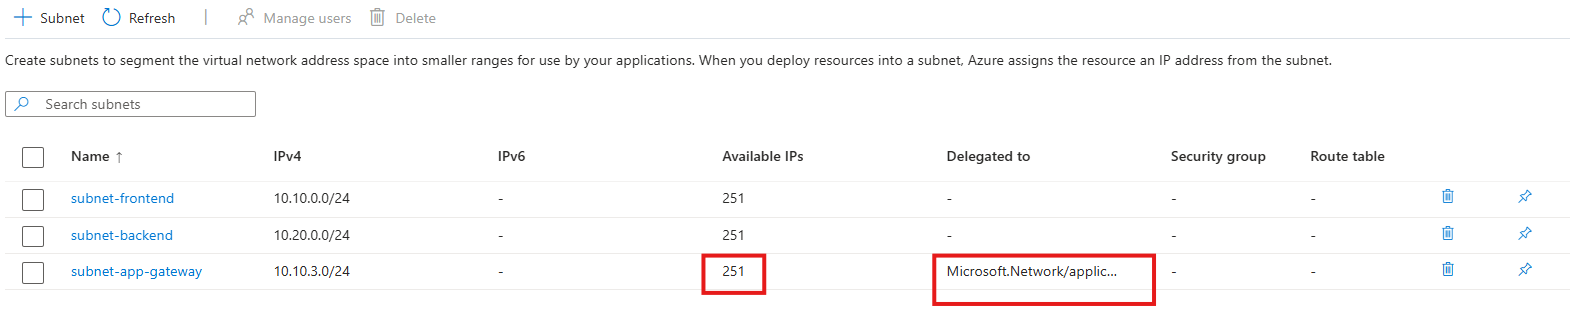 + Subnet Refresh | Manage users Delete
Create subnets to segment the virtual network address space into smaller ranges for use by your applications. When you deploy resources into a subnet, Azure assigns the resource an IP address from the subnet.
Search subnets
Name ↑ IPv4 IPv6 Available IPs Delegated to Security group Route table
subnet-frontend 10.10.0.0/24 - 251 - - -
subnet-backend 10.20.0.0/24 - 251 - - -
subnet-app-gateway 10.10.3.0/24 - 251 Microsoft.Network/applic... - -